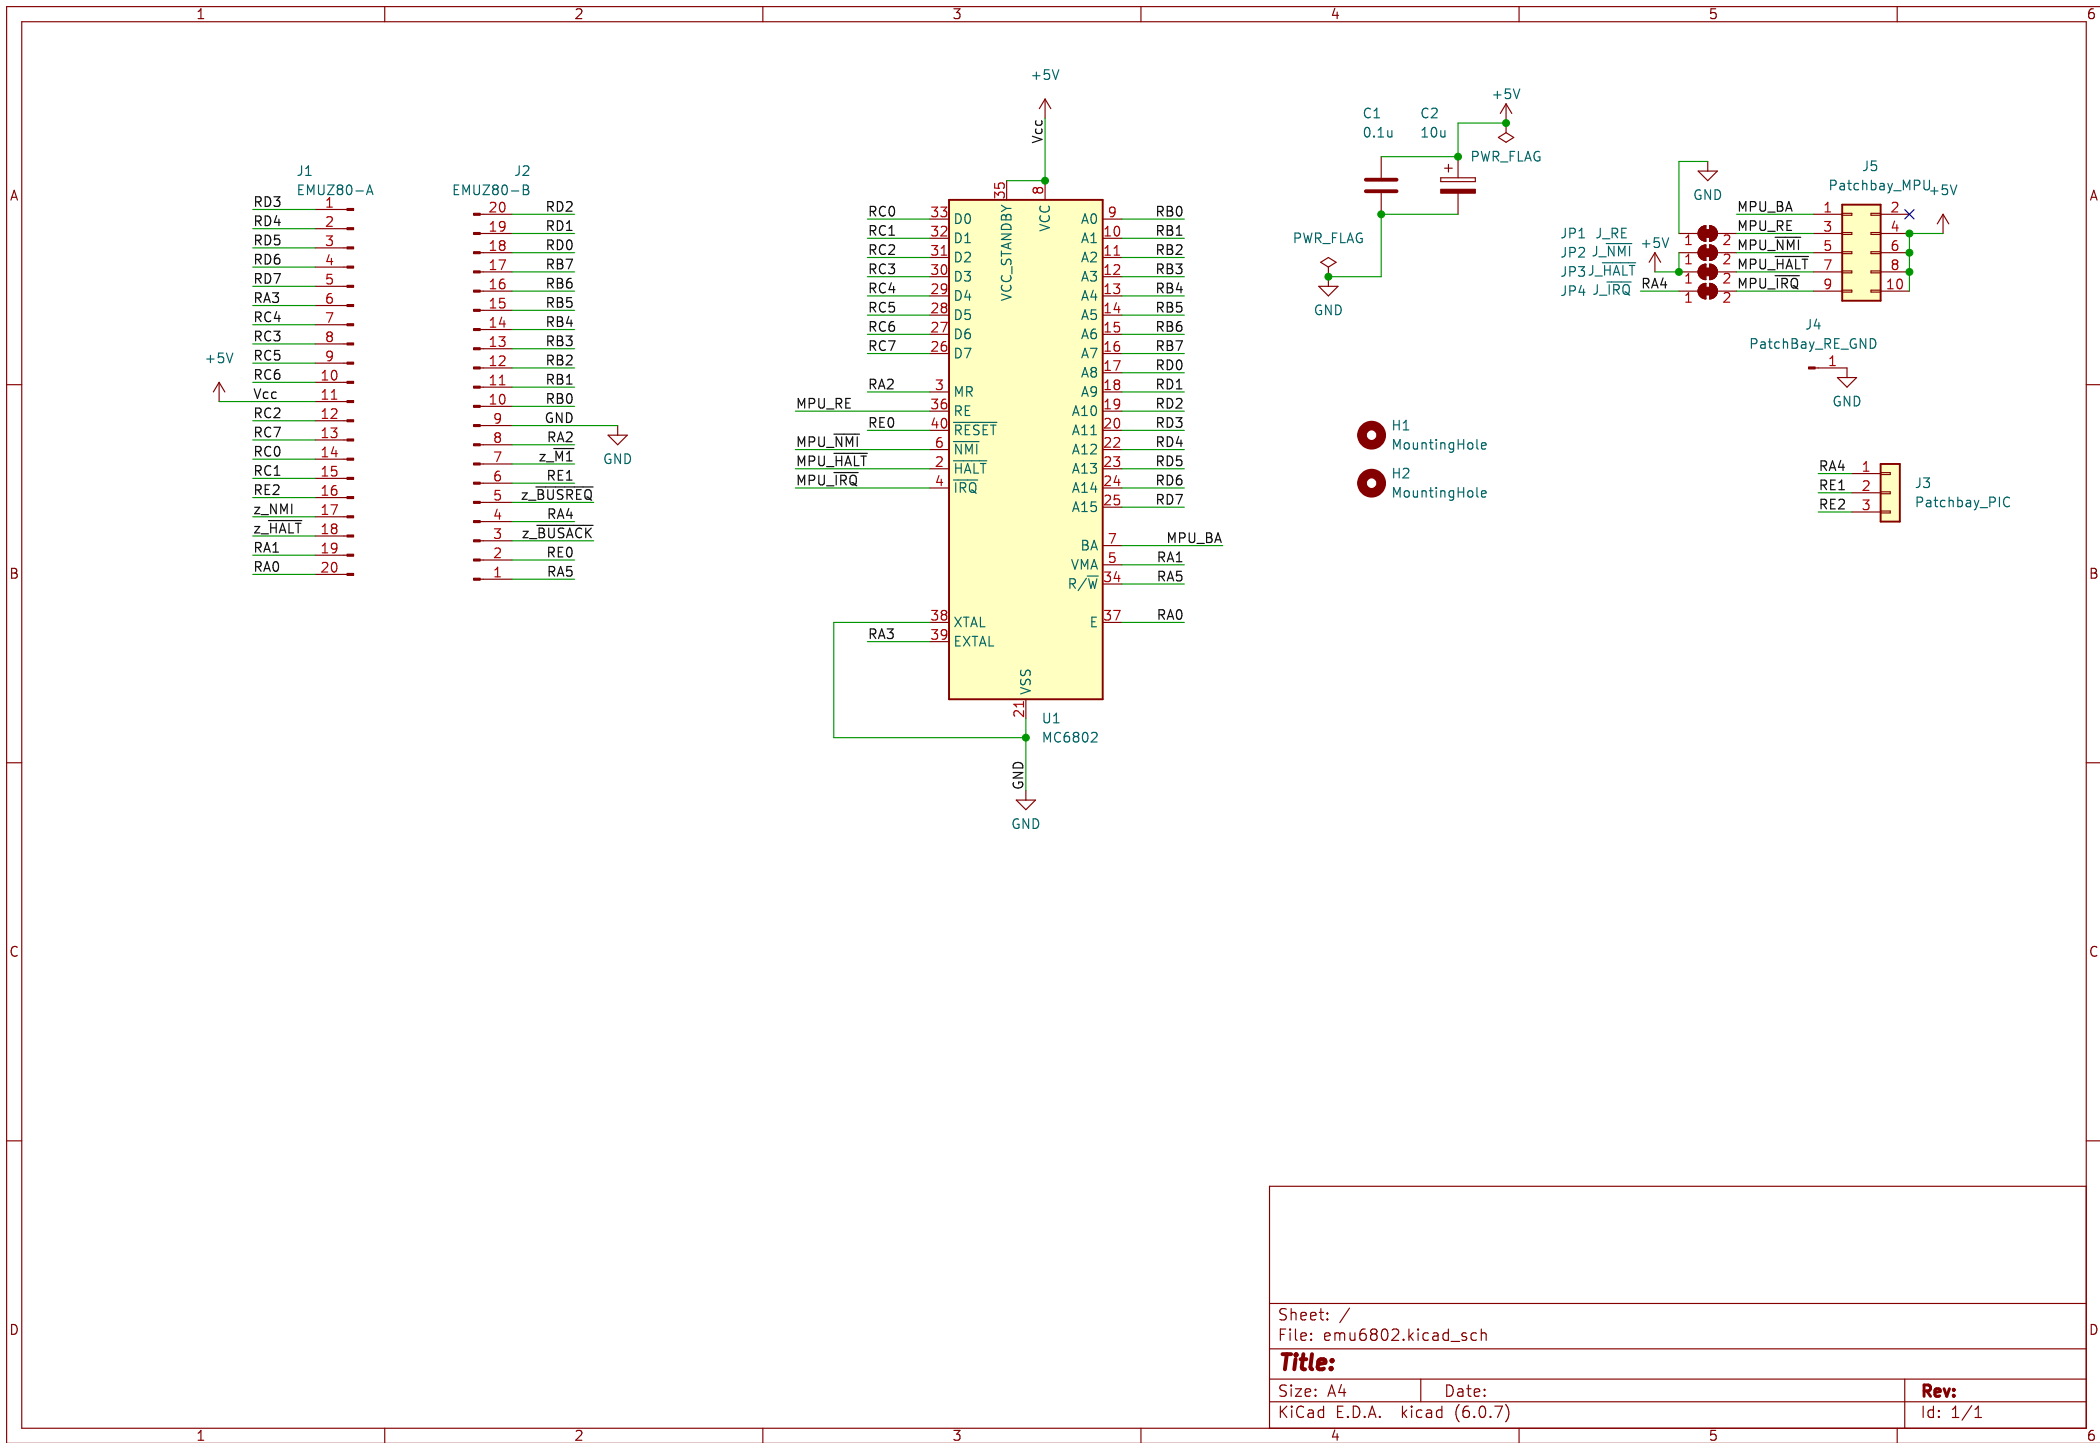 1 2 3 4 5 6
A
B
C
D
A
B
C
D
1 2 3 4 5 6
J1
EMUZ80-A
RD3 1
RD4 2
RD5 3
RD6 4
RD7 5
RA3 6
RC4 7
RC3 8
RC5 9
RC6 10
+5V
Vcc 11
RC2 12
RC7 13
RC0 14
RC1 15
RE2 16
z_NMI 17
z_HALT 18
RA1 19
RA0 20
J2
EMUZ80-B
20 RD2
19 RD1
18 RD0
17 RB7
16 RB6
15 RB5
14 RB4
13 RB3
12 RB2
11 RB1
10 RB0
9 GND
8 RA2
7 z_M1
6 RE1
5 z_BUSREQ
4 RA4
3 z_BUSACK
2 RE0
1 RA5
GND
+5V
Vcc
35 8
VCC_STANDBY VCC
RC0 33 D0
RC1 32 D1
RC2 31 D2
RC3 30 D3
RC4 29 D4
RC5 28 D5
RC6 27 D6
RC7 26 D7
RA2 3 MR
MPU_RE 36 RE
RE0 40 RESET
MPU_NMI 6 NMI
MPU_HALT 2 HALT
MPU_IRQ 4 IRQ
38 XTAL
RA3 39 EXTAL
A0 9 RB0
A1 10 RB1
A2 11 RB2
A3 12 RB3
A4 13 RB4
A5 14 RB5
A6 15 RB6
A7 16 RB7
A8 17 RD0
A9 18 RD1
A10 19 RD2
A11 20 RD3
A12 22 RD4
A13 23 RD5
A14 24 RD6
A15 25 RD7
BA 7 MPU_BA
VMA 5 RA1
R/W 34 RA5
E 37 RA0
VSS
21
U1
MC6802
GND
GND
C1
0.1u
C2
10u
+5V
+
PWR_FLAG
PWR_FLAG
GND
H1
MountingHole
H2
MountingHole
GND
J5
Patchbay_MPU
+5V
JP1 J_RE
JP2 J_NMI
JP3 J_HALT
JP4 J_IRQ
+5V
RA4
1 2
1 2
1 2
1 2
MPU_BA 1 2
MPU_RE 3 4
MPU_NMI 5 6
MPU_HALT 7 8
MPU_IRQ 9 10
J4
PatchBay_RE_GND
1
GND
RA4 1
RE1 2
RE2 3
J3
Patchbay_PIC
Sheet: /
File: emu6802.kicad_sch
Title:
Size: A4 Date: Rev:
KiCad E.D.A. kicad (6.0.7) Id: 1/1